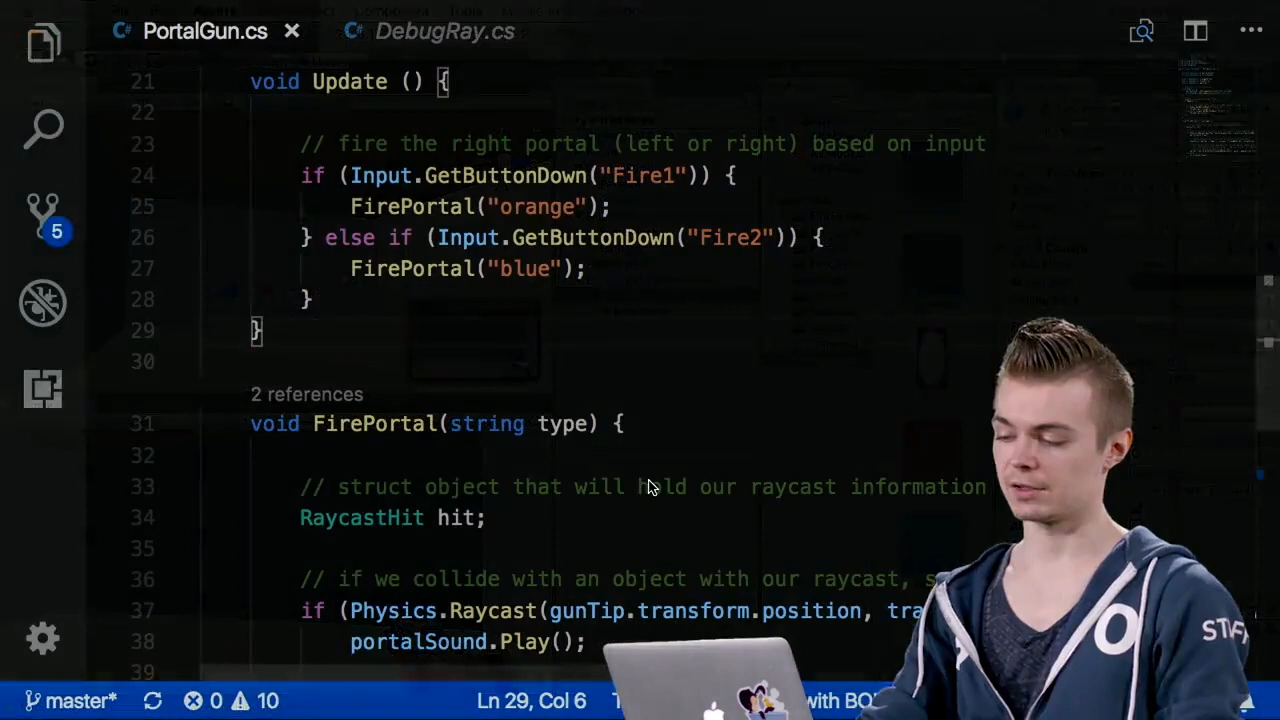 PortalGun.cs
DebugRay.cs
21 void Update () {
22
23 // fire the right portal (left or right) based on input
24 if (Input.GetButtonDown("Fire1")) {
25 FirePortal("orange");
26 } else if (Input.GetButtonDown("Fire2")) {
27 FirePortal("blue");
28 }
29 }
30
2 references
31 void FirePortal(string type) {
32
33 // struct object that will hold our raycast information
34 RaycastHit hit;
35
36 // if we collide with an object with our raycast,
37 if (Physics.Raycast(gunTip.transform.position,
38 portalSound.Play();
39
5
master* 0 10 Ln 29, Col 6 with